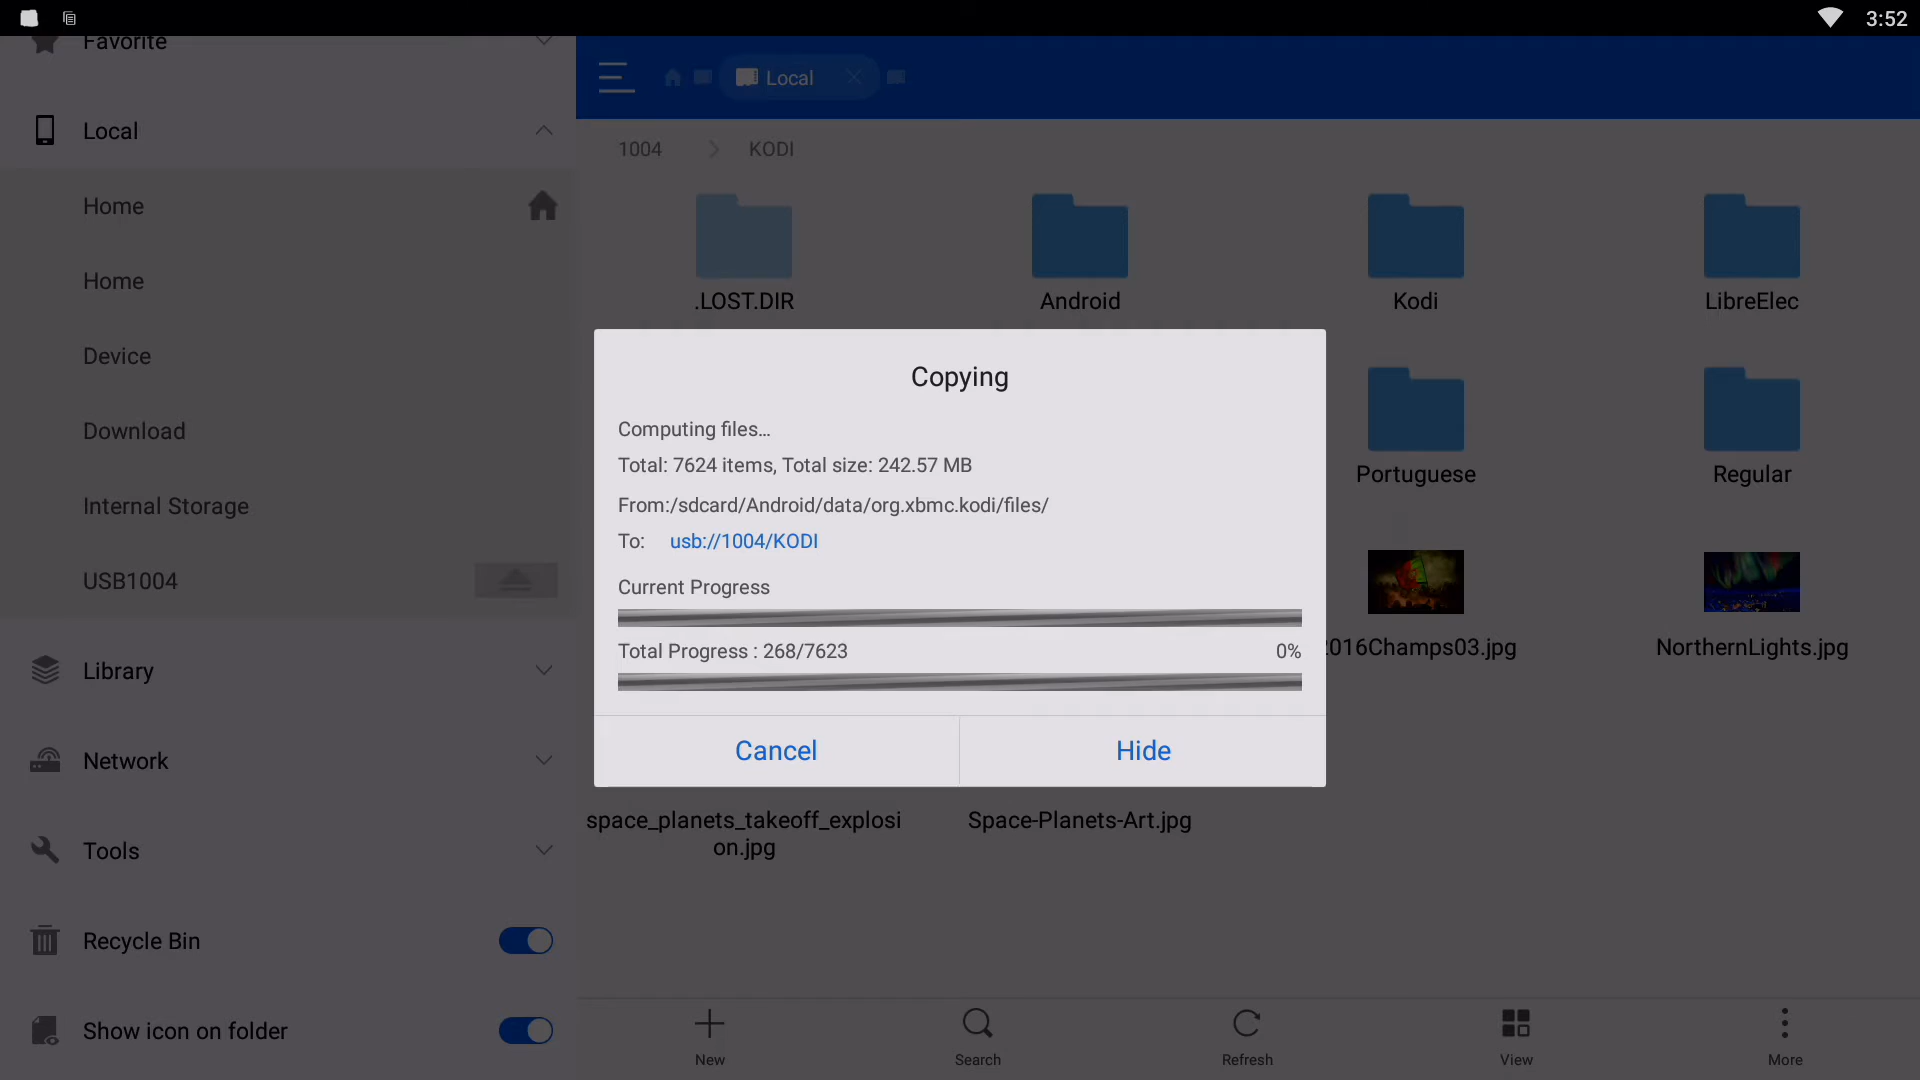 3:52
Favorite
Local
Home
Home
Device
Download
Internal Storage
USB1004
Library
Network
Tools
Recycle Bin
Show icon on folder
Local
1004 KODI
.LOST.DIR Android Kodi LibreElec
Portuguese Regular
2016Champs03.jpg NorthernLights.jpg
space_planets_takeoff_explosi
on.jpg
Space-Planets-Art.jpg
Copying
Computing files...
Total: 7624 items, Total size: 242.57 MB
From:/sdcard/Android/data/org.xbmc.kodi/files/
To: usb://1004/KODI
Current Progress
Total Progress : 268/7623 0%
Cancel Hide
New Search Refresh View More